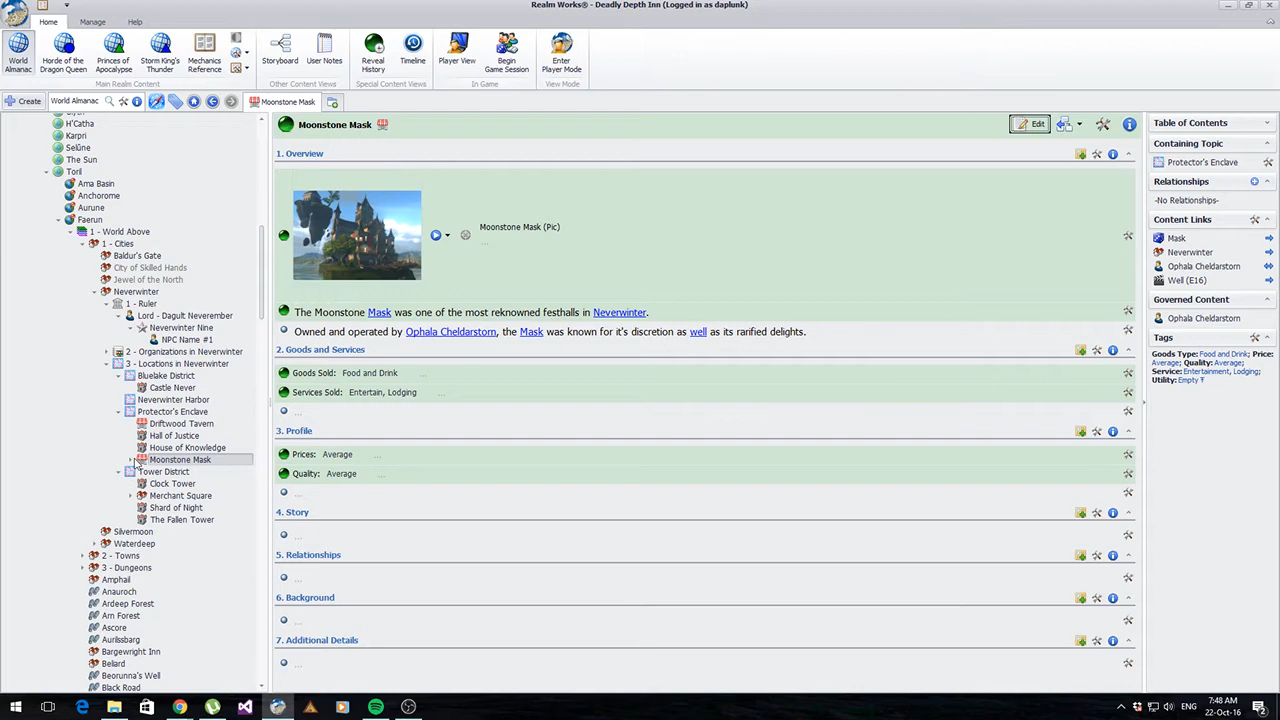 Realm Works® - Deadly Depth Inn (Logged in as daplunk)
Home
Manage
Help
World Almanac
Horde of the Dragon Queen
Princes of Apocalypse
Storm King's Thunder
Mechanics Reference
Storyboard
User Notes
Reveal History
Timeline
Player View
Begin Game Session
Enter Player Mode
Main Realm Content
Other Content Views
Special Content Views
In Game
View Mode
Create
World Almanac
Moonstone Mask
H'Catha
Karpri
Selûne
The Sun
Toril
Ama Basin
Anchorome
Aurune
Faerun
1 - World Above
1 - Cities
Baldur's Gate
City of Skilled Hands
Jewel of the North
Neverwinter
1 - Ruler
Lord - Dagult Neverember
Neverwinter Nine
NPC Name #1
2 - Organizations in Neverwinter
3 - Locations in Neverwinter
Bluelake District
Castle Never
Neverwinter Harbor
Protector's Enclave
Driftwood Tavern
Hall of Justice
House of Knowledge
Moonstone Mask
Tower District
Clock Tower
Merchant Square
Shard of Night
The Fallen Tower
Silvermoon
Waterdeep
2 - Towns
3 - Dungeons
Amphail
Anauroch
Ardeep Forest
Arn Forest
Ascore
Aurilssbarg
Bargewright Inn
Beliard
Beorunna's Well
Black Road
Moonstone Mask
Edit
1. Overview
Moonstone Mask (Pic)
...
The Moonstone Mask was one of the most reknowned festhalls in Neverwinter.
Owned and operated by Ophala Cheldarstorn, the Mask was known for it's discretion as well as its rarified delights.
2. Goods and Services
Goods Sold: Food and Drink ...
Services Sold: Entertain, Lodging ...
...
3. Profile
Prices: Average ...
Quality: Average ...
...
4. Story
...
5. Relationships
...
6. Background
...
7. Additional Details
...
Table of Contents
Containing Topic
Protector's Enclave
Relationships
-No Relationships-
Content Links
Mask
Neverwinter
Ophala Cheldarstorn
Well (E16)
Governed Content
Ophala Cheldarstorn
Tags
Goods Type: Food and Drink; Price:
Average; Quality: Average;
Service: Entertainment, Lodging;
Utility: Empty
ENG
7:48 AM
22-Oct-16